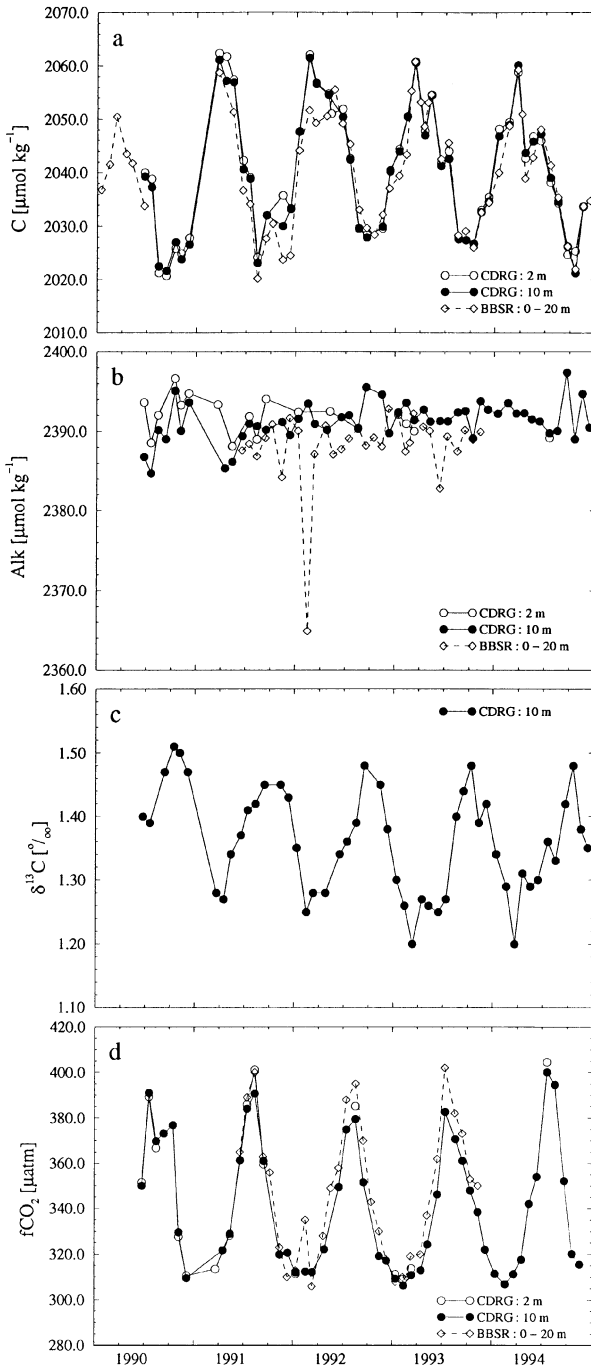 a
2070.0
2060.0
2050.0
2040.0
2030.0
2020.0
2010.0
C [μmol kg⁻¹]
CDRG: 2 m
CDRG: 10 m
BBSR: 0 – 20 m
b
2400.0
2390.0
2380.0
2370.0
2360.0
Alk [μmol kg⁻¹]
CDRG: 2 m
CDRG: 10 m
BBSR: 0 – 20 m
c
1.60
1.50
1.40
1.30
1.20
1.10
δ¹³C [⁰/∞]
CDRG: 10 m
d
420.0
400.0
380.0
360.0
340.0
320.0
300.0
280.0
fCO₂ [μatm]
CDRG: 2 m
CDRG: 10 m
BBSR: 0 – 20 m
1990 1991 1992 1993 1994